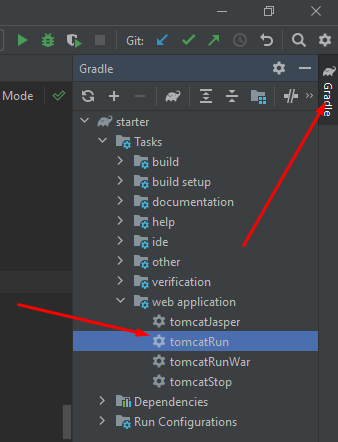 Git:
Gradle
Mode
Gradle
starter
Tasks
build
build setup
documentation
help
ide
other
verification
web application
tomcatJasper
tomcatRun
tomcatRunWar
tomcatStop
Dependencies
Run Configurations